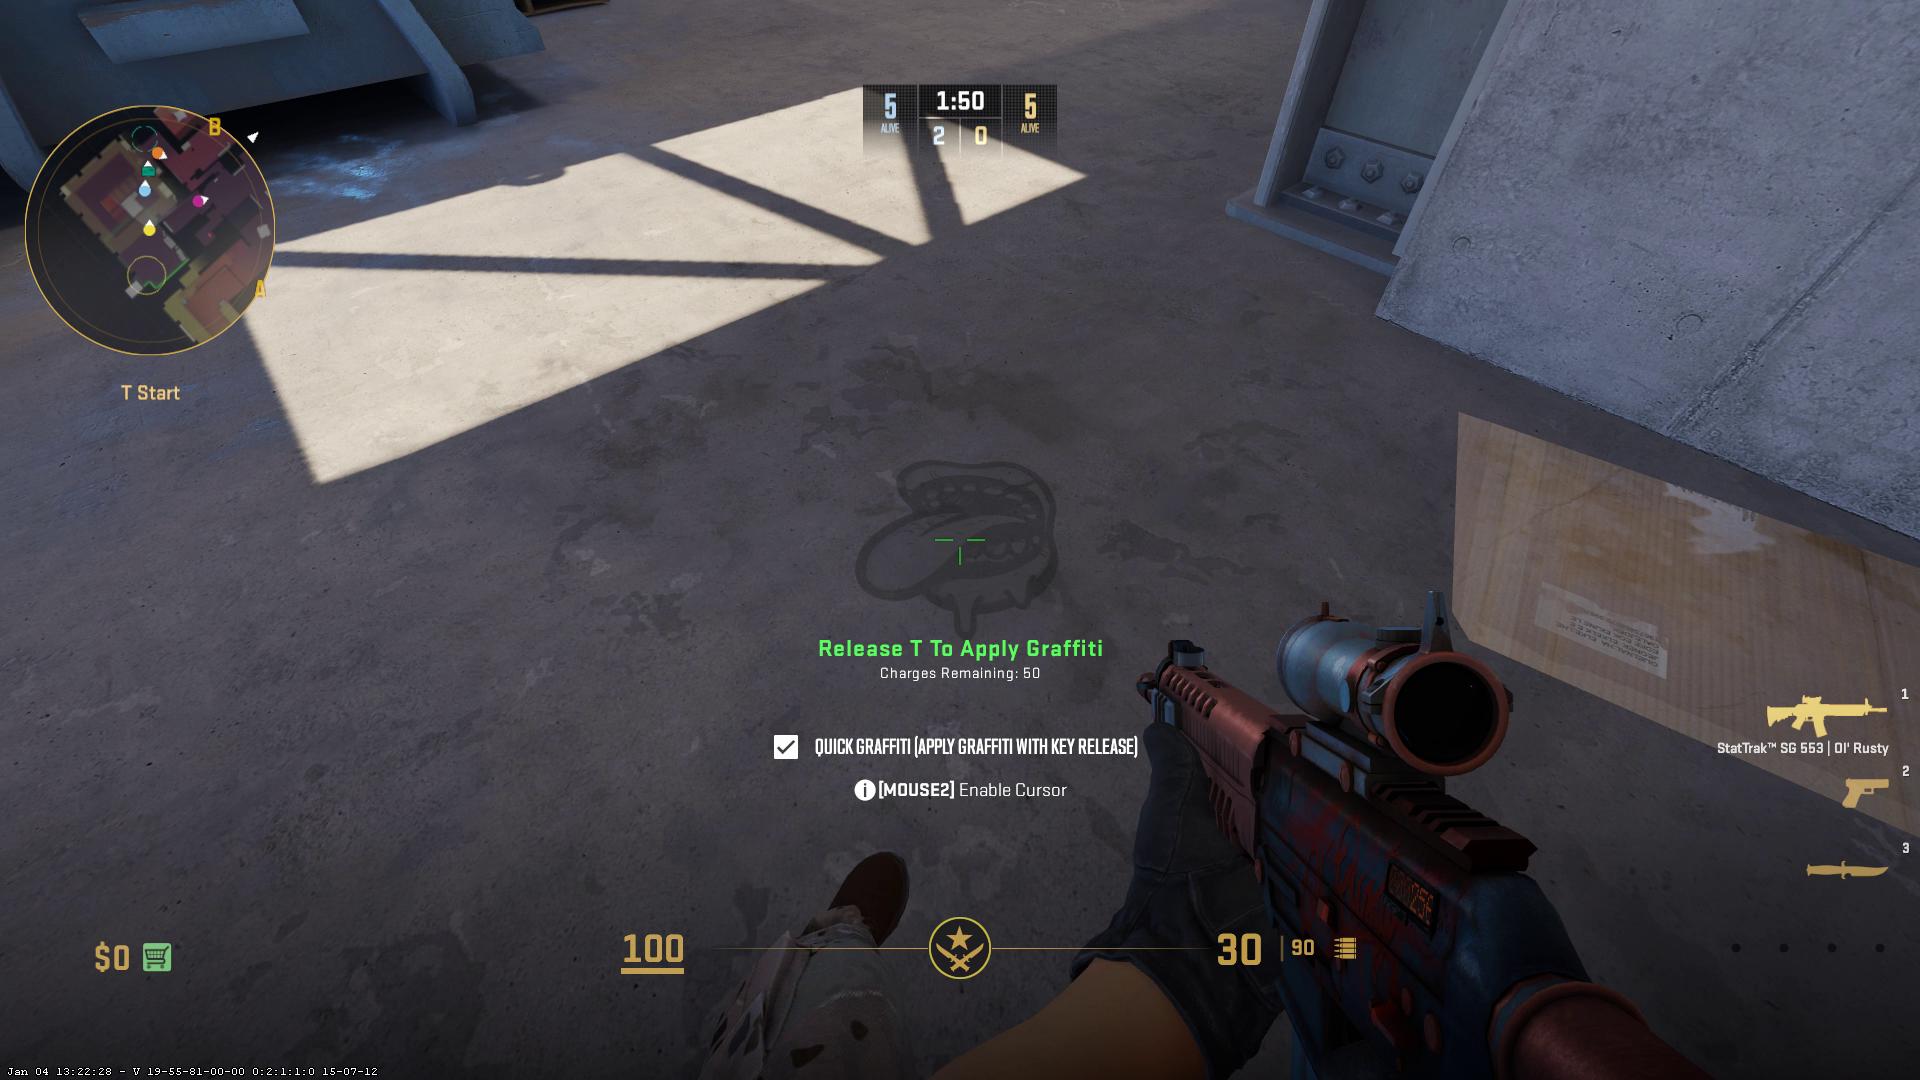 5
ALIVE
1:50
2
0
5
ALIVE
B
A
T Start
Release T To Apply Graffiti
Charges Remaining: 50
QUICK GRAFFITI (APPLY GRAFFITI WITH KEY RELEASE)
i [MOUSE2] Enable Cursor
1
StatTrak™ SG 553 | Ol' Rusty
2
3
$0
100
30 | 90
Jan 04 13:22:28 - V 19-55-81-00-00 0:2:1:1:0 15-07-12